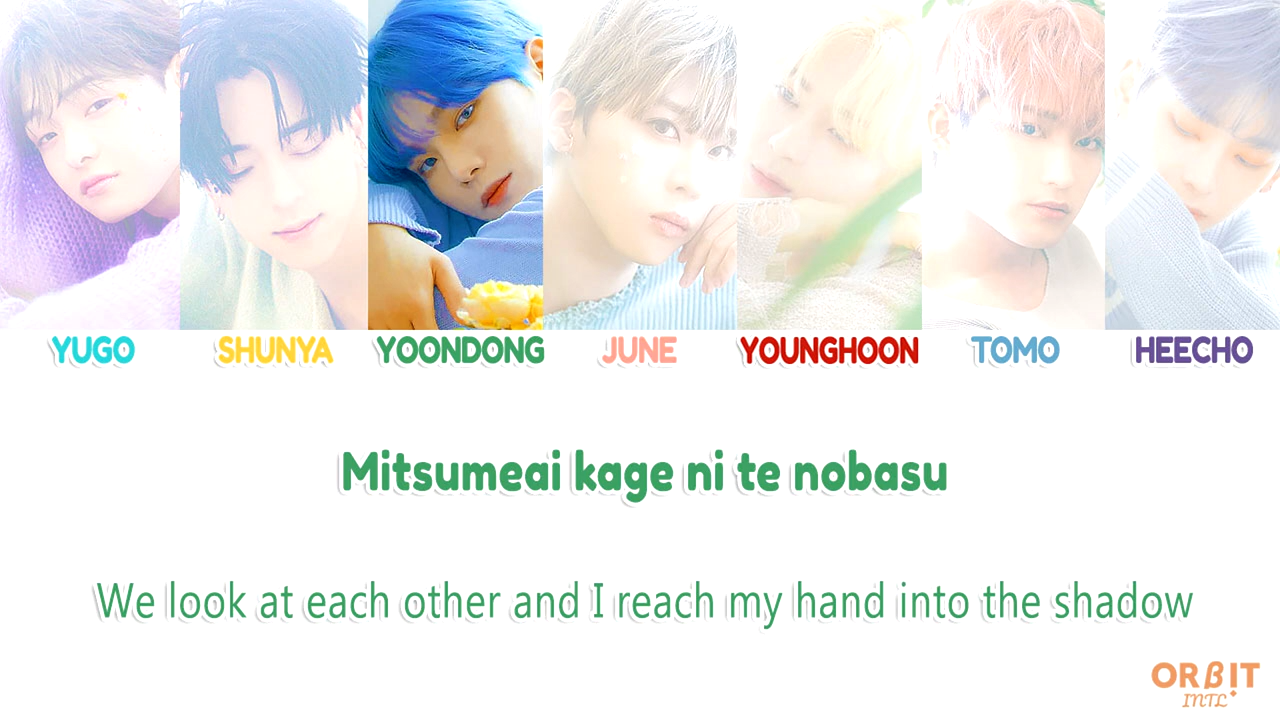 YUGO SHUNYA YOONDONG JUNE YOUNGHOON TOMO HEECHO
Mitsumeai kage ni te nobasu
We look at each other and I reach my hand into the shadow
ORβIT
INTL